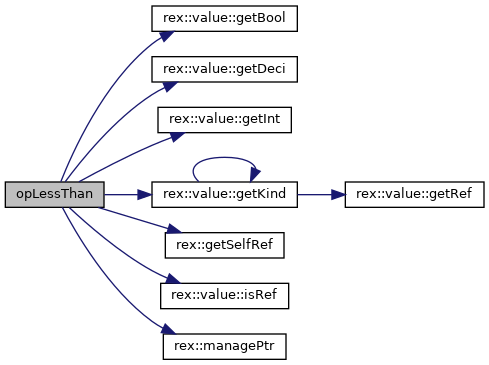 rex::value::getBool
rex::value::getDeci
rex::value::getInt
opLessThan
rex::value::getKind
rex::value::getRef
rex::getSelfRef
rex::value::isRef
rex::managePtr